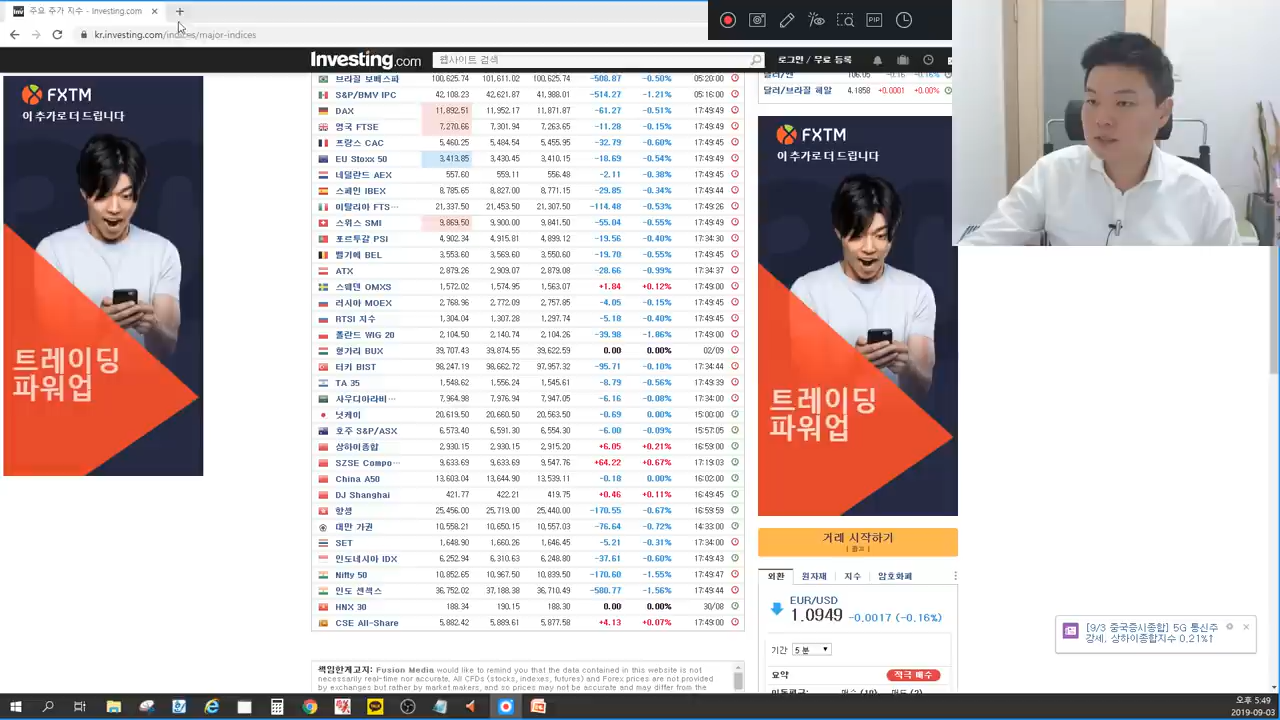 주요 주가 지수 - Investing.com
kr.investing.com/indices/major-indices
PIP
Investing.com
웹사이트 검색
로그인 / 무료 등록
FXTM
이 추가로 더 드립니다
트레이딩
파워업
브라질 보베스파 100,625.74 101,611.02 100,625.74 -508.87 -0.50% 05:20:00
S&P/BMV IPC 42,108.23 42,621.87 41,988.01 -514.27 -1.21% 05:16:00
DAX 11,892.51 11,952.17 11,871.87 -61.27 -0.51% 17:49:49
영국 FTSE 7,270.66 7,301.94 7,263.65 -11.28 -0.15% 17:49:49
프랑스 CAC 5,460.25 5,484.54 5,455.95 -32.79 -0.60% 17:49:45
EU Stoxx 50 3,413.85 3,430.45 3,410.15 -18.69 -0.54% 17:49:49
네덜란드 AEX 557.60 559.11 556.48 -2.11 -0.38% 17:49:45
스페인 IBEX 8,785.65 8,827.00 8,771.15 -29.85 -0.34% 17:49:44
이탈리아 FTS… 21,337.50 21,453.50 21,307.50 -114.48 -0.53% 17:49:26
스위스 SMI 9,869.50 9,900.00 9,841.50 -55.04 -0.55% 17:49:49
포르투갈 PSI 4,902.34 4,915.81 4,899.12 -19.56 -0.40% 17:34:30
벨기에 BEL 3,553.60 3,569.60 3,550.60 -19.70 -0.55% 17:49:45
ATX 2,879.26 2,909.07 2,879.08 -28.66 -0.99% 17:34:37
스웨덴 OMXS 1,572.02 1,574.95 1,563.07 +1.84 +0.12% 17:49:00
러시아 MOEX 2,768.96 2,772.09 2,757.85 -4.05 -0.15% 17:49:45
RTSI 지수 1,304.04 1,307.28 1,297.74 -5.18 -0.40% 17:49:45
폴란드 WIG 20 2,104.50 2,140.74 2,104.26 -39.98 -1.86% 17:49:00
헝가리 BUX 39,707.43 39,874.55 39,622.59 0.00 0.00% 02/09
터키 BIST 98,247.19 98,662.72 97,957.32 -95.71 -0.10% 17:34:44
TA 35 1,548.62 1,556.24 1,545.61 -8.79 -0.56% 17:49:39
사우디아라비… 7,964.98 7,976.94 7,947.05 -6.16 -0.08% 17:34:00
닛케이 20,619.50 20,660.50 20,563.50 -0.69 0.00% 15:00:00
호주 S&P/ASX 6,573.40 6,591.30 6,554.30 -6.00 -0.09% 15:57:05
상하이종합 2,930.15 2,930.15 2,915.20 +6.05 +0.21% 16:59:00
SZSE Compo… 9,633.69 9,633.69 9,547.76 +64.22 +0.67% 17:19:03
China A50 13,603.04 13,644.90 13,539.11 -0.18 0.00% 16:02:00
DJ Shanghai 421.77 422.21 419.75 +0.46 +0.11% 16:49:45
항셍 25,456.00 25,719.00 25,440.00 -170.55 -0.67% 16:59:59
대만 가권 10,558.21 10,650.15 10,557.03 -76.64 -0.72% 14:33:00
SET 1,648.90 1,660.26 1,646.45 -5.21 -0.31% 17:34:00
인도네시아 IDX 6,252.94 6,310.63 6,248.80 -37.61 -0.60% 17:49:43
Nifty 50 10,852.65 10,967.50 10,839.50 -170.60 -1.55% 17:49:47
인도 센섹스 36,752.02 37,188.38 36,710.49 -580.77 -1.56% 17:49:44
HNX 30 188.34 190.15 188.30 0.00 0.00% 30/08
CSE All-Share 5,882.42 5,889.61 5,877.58 +4.13 +0.07% 17:49:00
책임한계고지: Fusion Media would like to remind you that the data contained in this website is not
necessarily real-time nor accurate. All CFDs (stocks, indexes, futures) and Forex prices are not provided
by exchanges but rather by market makers, and so prices may not be accurate and may differ from the
달러/브라질 헤알 4.1858 +0.0001 +0.00%
FXTM
이 추가로 더 드립니다
트레이딩
파워업
거래 시작하기
[광고]
외환 원자재 지수 암호화폐
EUR/USD
1.0949 -0.0017 (-0.16%)
기간 5 분
요약 적극 매수
[9/3 중국증시종합] 5G 통신주
강세, 상하이종합지수 0.21%↑
오후 5:49
2019-09-03